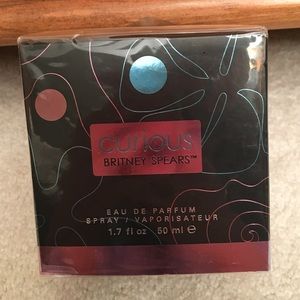 curious
BRITNEY SPEARS™
EAU DE PARFUM
SPRAY / VAPORISATEUR
1.7 fl oz 50 ml ℮